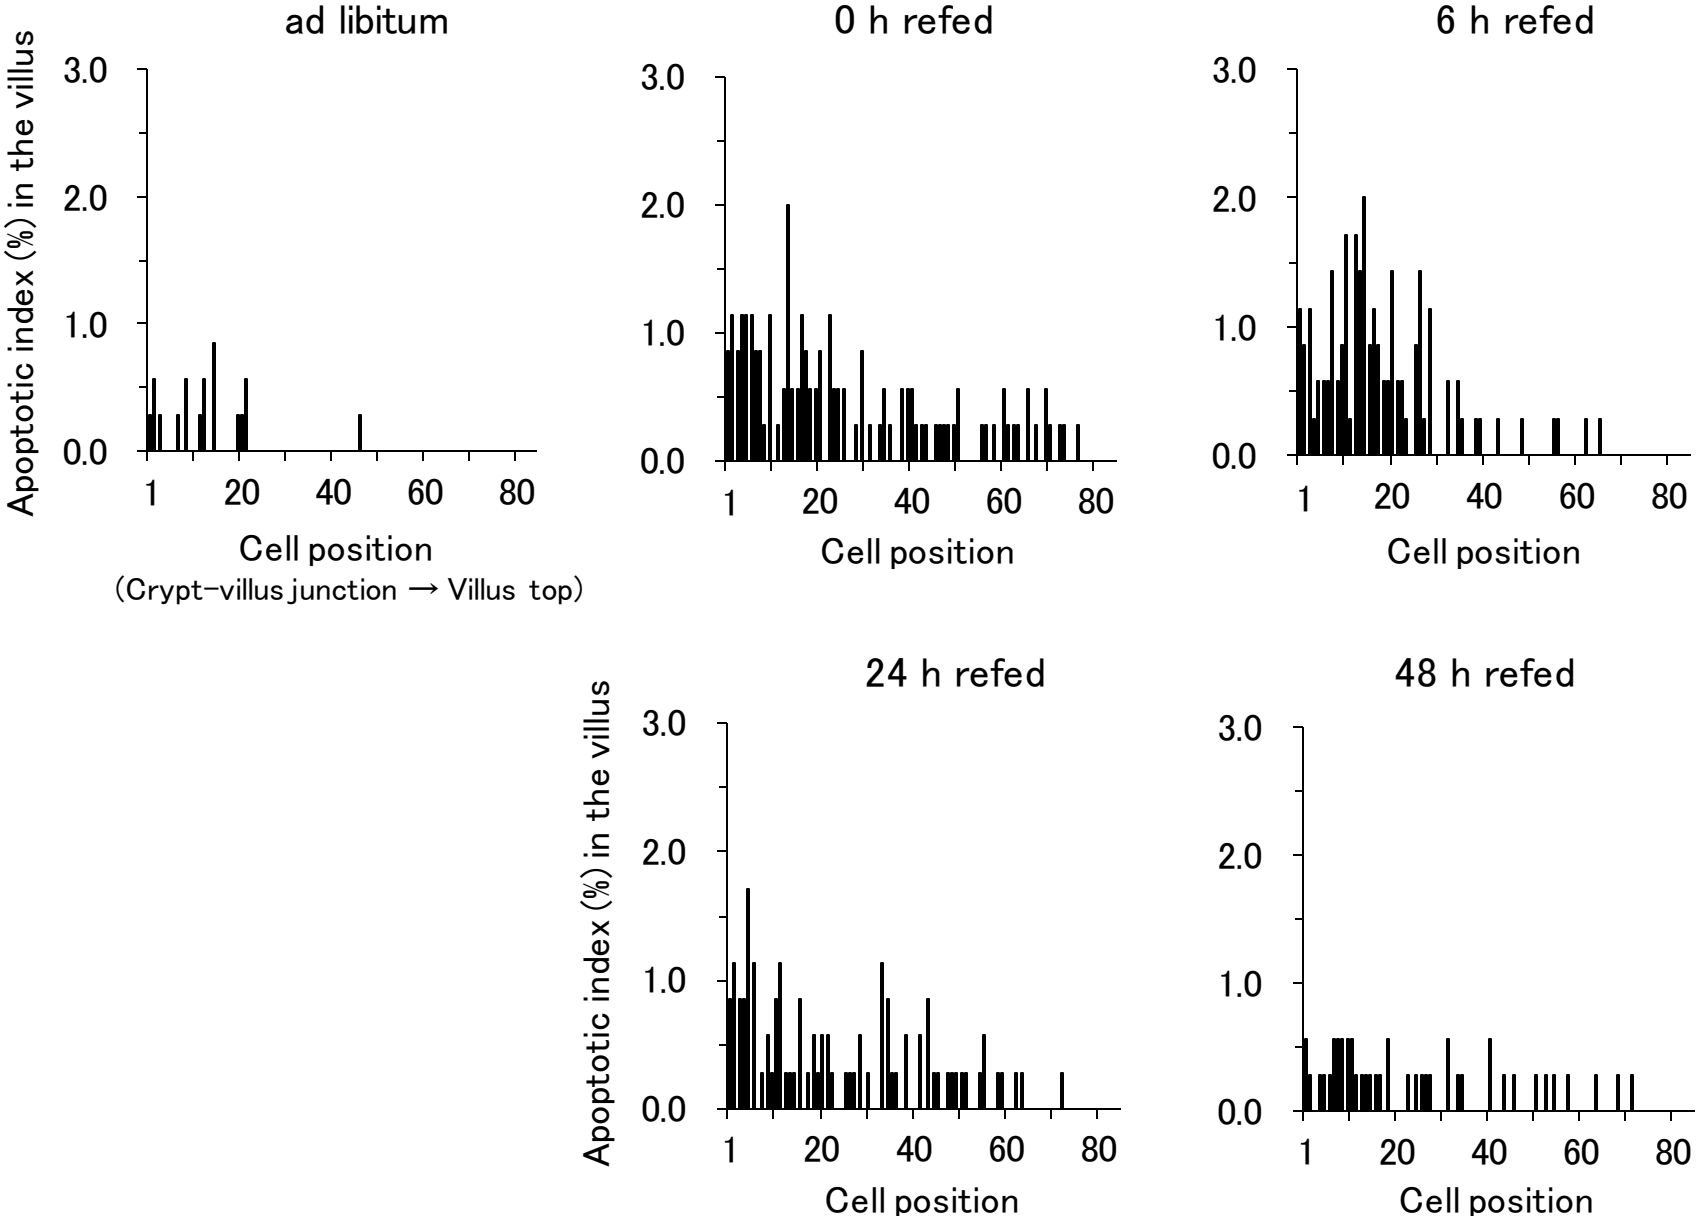 ad libitum
Apoptotic index (%) in the villus
3.0
2.0
1.0
0.0
1 20 40 60 80
Cell position
(Crypt-villus junction → Villus top)
0 h refed
3.0
2.0
1.0
0.0
1 20 40 60 80
Cell position
6 h refed
3.0
2.0
1.0
0.0
1 20 40 60 80
Cell position
24 h refed
Apoptotic index (%) in the villus
3.0
2.0
1.0
0.0
1 20 40 60 80
Cell position
48 h refed
3.0
2.0
1.0
0.0
1 20 40 60 80
Cell position